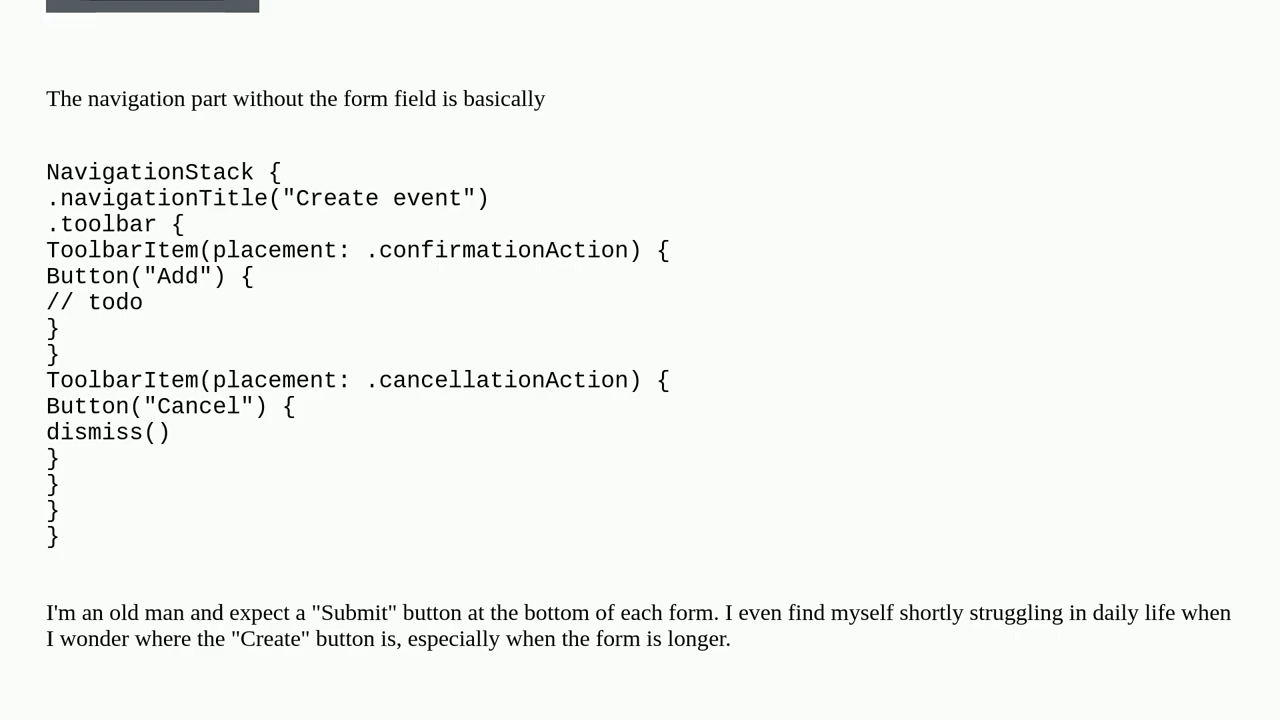 The navigation part without the form field is basically
NavigationStack {
.navigationTitle("Create event")
.toolbar {
ToolbarItem(placement: .confirmationAction) {
Button("Add") {
// todo
}
}
ToolbarItem(placement: .cancellationAction) {
Button("Cancel") {
dismiss()
}
}
}
}
I'm an old man and expect a "Submit" button at the bottom of each form. I even find myself shortly struggling in daily life when
I wonder where the "Create" button is, especially when the form is longer.